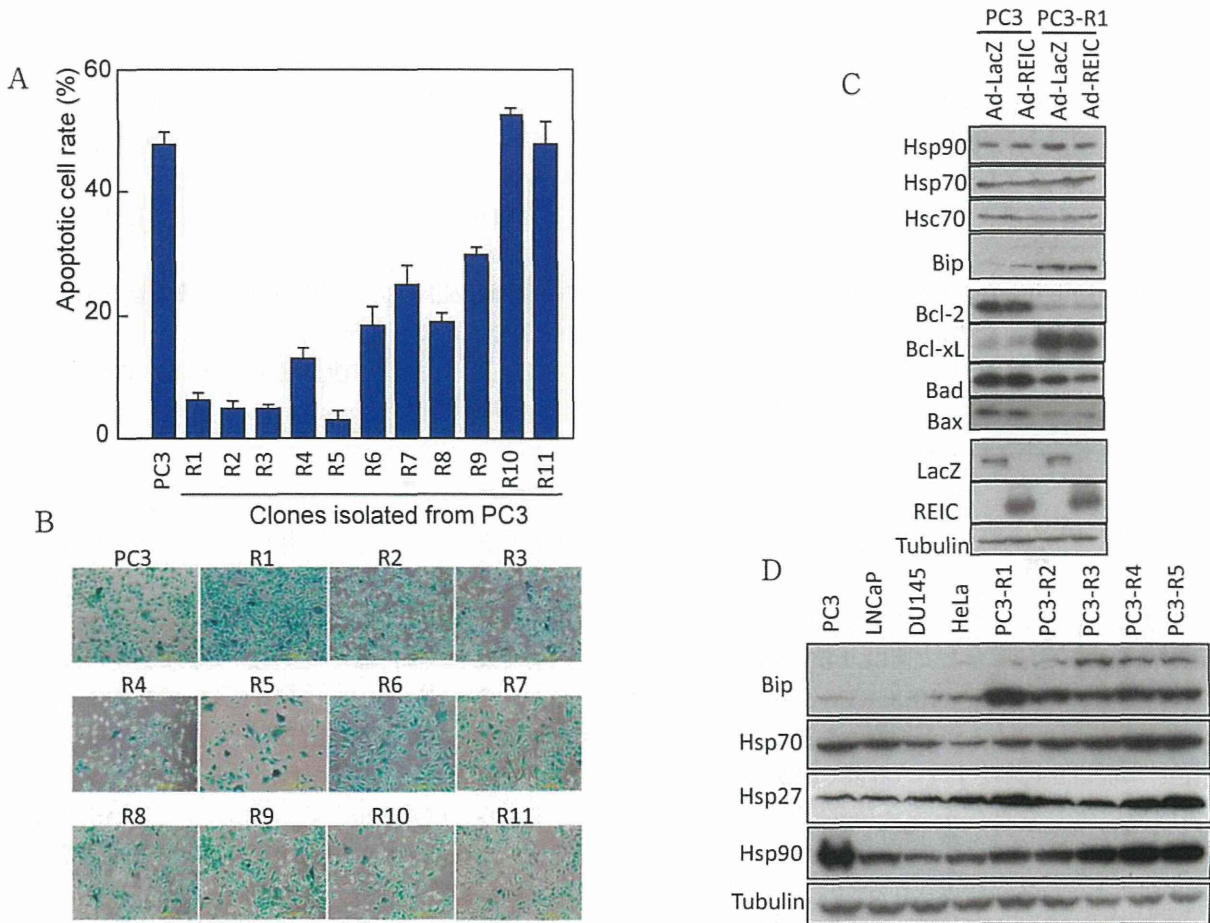 A
Apoptotic cell rate (%)
60
40
20
0
PC3
R1
R2
R3
R4
R5
R6
R7
R8
R9
R10
R11
Clones isolated from PC3
B
PC3 R1 R2 R3
R4 R5 R6 R7
R8 R9 R10 R11
C
PC3 PC3-R1
Ad-LacZ
Ad-REIC
Ad-LacZ
Ad-REIC
Hsp90
Hsp70
Hsc70
Bip
Bcl-2
Bcl-xL
Bad
Bax
LacZ
REIC
Tubulin
D
PC3
LNCaP
DU145
HeLa
PC3-R1
PC3-R2
PC3-R3
PC3-R4
PC3-R5
Bip
Hsp70
Hsp27
Hsp90
Tubulin